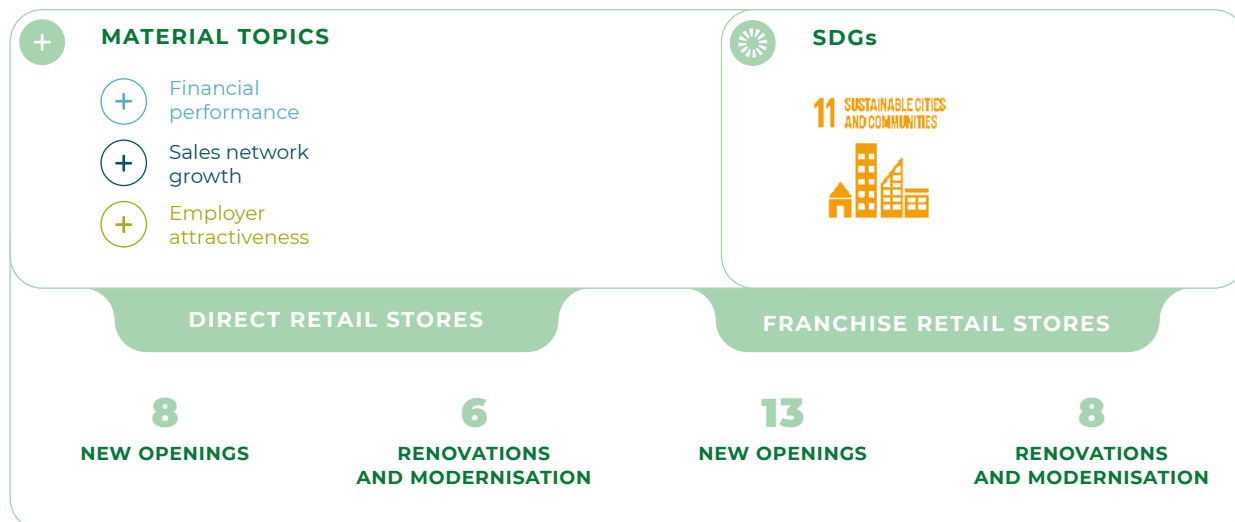 MATERIAL TOPICS
Financial
performance
Sales network
growth
Employer
attractiveness
SDGs
11 SUSTAINABLE CITIES
AND COMMUNITIES
DIRECT RETAIL STORES
8
NEW OPENINGS
6
RENOVATIONS
AND MODERNISATION
FRANCHISE RETAIL STORES
13
NEW OPENINGS
8
RENOVATIONS
AND MODERNISATION